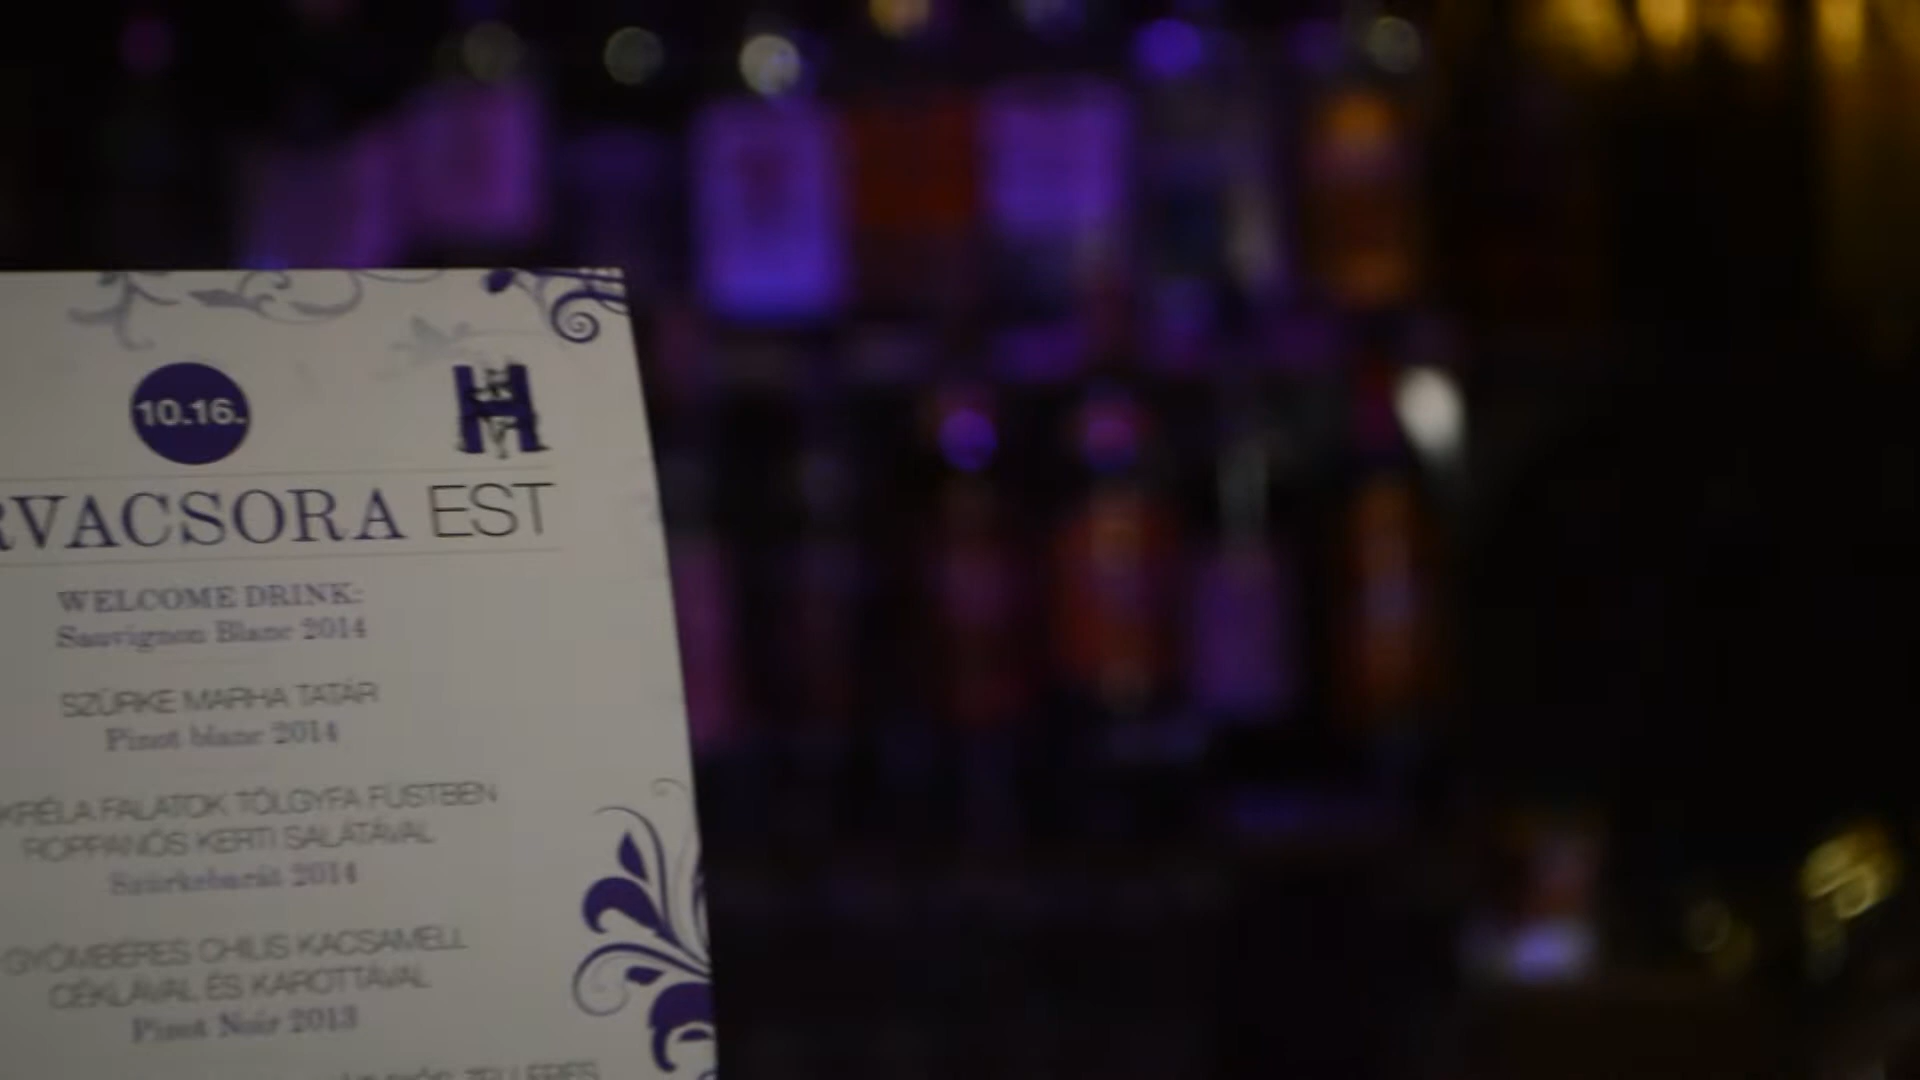 10.16.
H
RVACSORA EST
WELCOME DRINK:
Sauvignon Blanc 2014
SZÜRKE MARHA TATÁR
Pinot blanc 2014
FALATOK TÖLGYFA FÜSTBEN
ROPPANÓS KERTI SALÁTÁVAL
Szürkebarát 2014
GYÖMBÉRES CHILIS KACSAMELL
CÉKLÁVAL ÉS KAROTTÁVAL
Pinot Noir 2013
ZELLERES